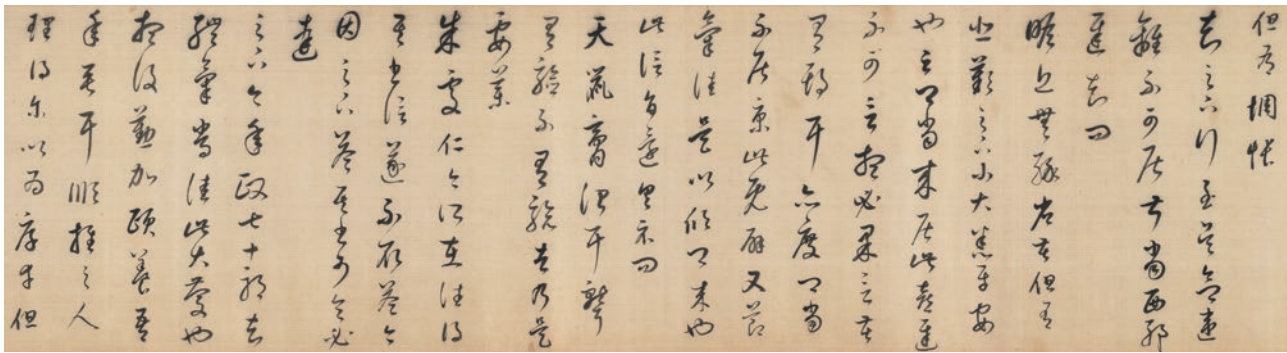 但有惆悵
知足下行至吳念違
離不可居叔當西耶
遲知問
瞻近無緣省苦但有
悲歎足下小大悉平安
也云卿當來居此喜遲
不可言想必果言苦
有期耳亦度卿當
不居京此既避又節
氣佳是以欣卿來也
此信旨還具示問
天鼠膏治耳聾
有驗不有驗者乃是
要藥
朱處仁今所在往得
其書信遂不取答今
因足下答其書可令必
達
足下今年政七十耶知
體氣常佳此大慶也
想復懃加頤養吾
年垂耳順推之人
理得爾以為厚幸但